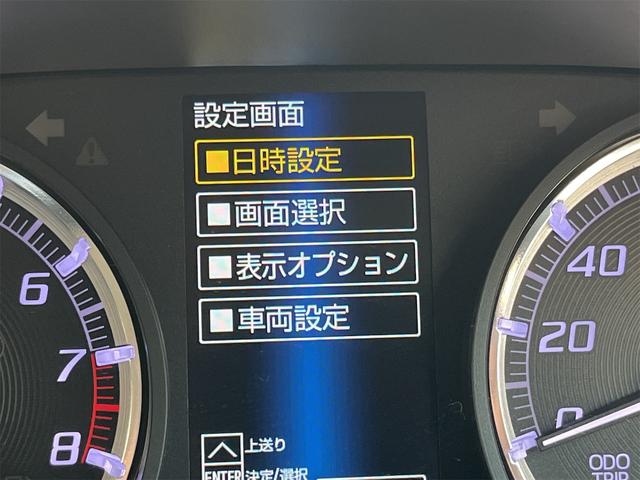 設定画面
■日時設定
■画面選択
■表示オプション
■車両設定
上送り
ENTER 決定/選択
6
7
8
40
20
0
ODO
TRIP